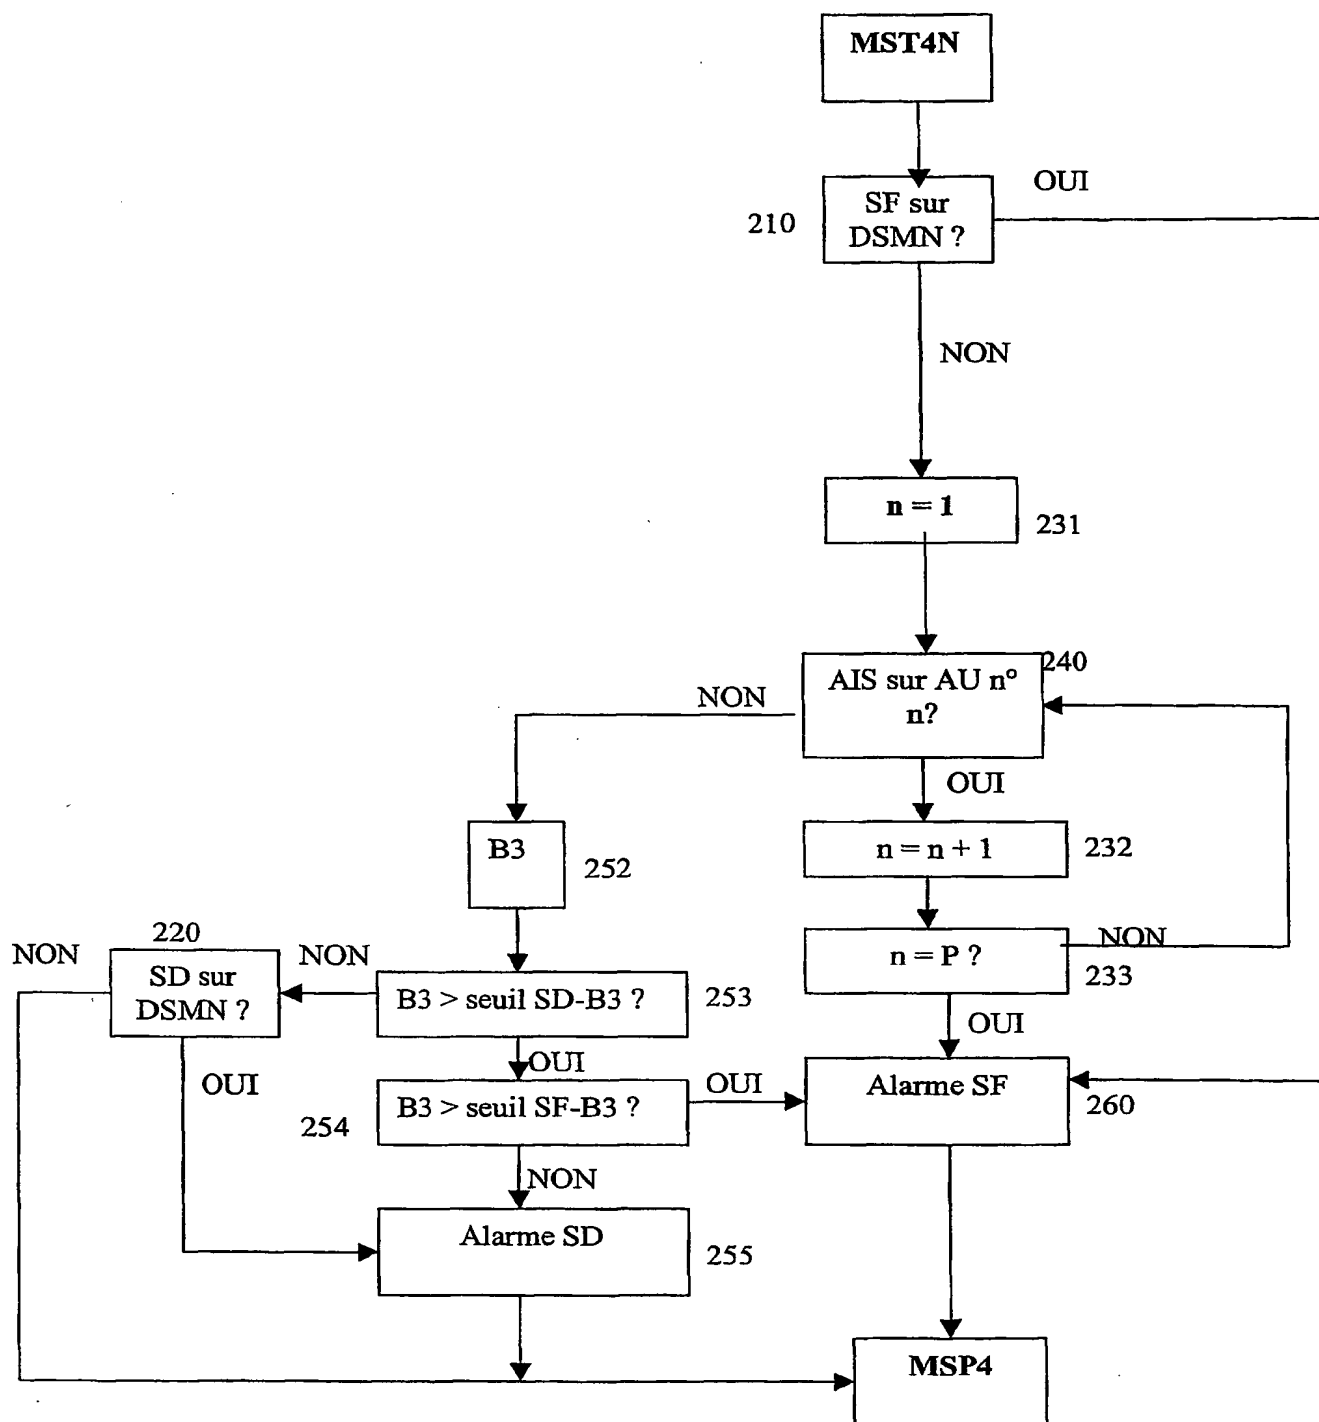 MST4N
OUI
SF sur
DSMN ?
210
NON
n = 1
231
240
AIS sur AU n°
n?
NON
OUI
B3
252
n = n + 1
232
220
NON
SD sur
DSMN ?
NON
B3 > seuil SD-B3 ?
253
n = P ?
NON
233
OUI
OUI
OUI
B3 > seuil SF-B3 ?
254
OUI
Alarme SF
260
NON
Alarme SD
255
MSP4